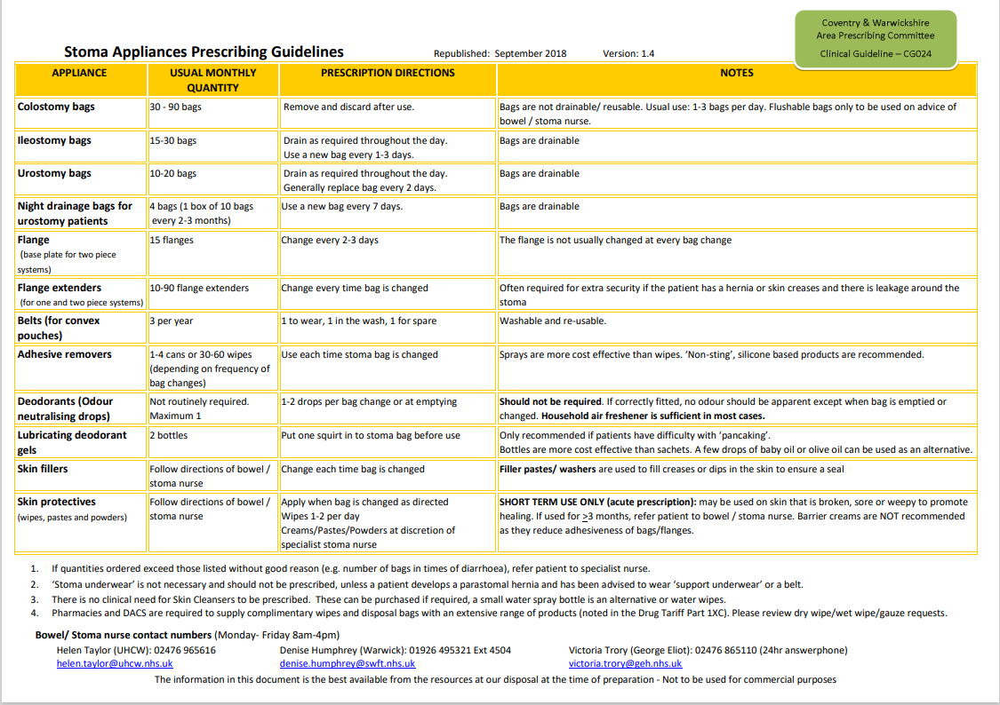 Coventry & Warwickshire
Area Prescribing Committee
Clinical Guideline – CG024
Stoma Appliances Prescribing Guidelines Republished: September 2018 Version: 1.4
APPLIANCE USUAL MONTHLY QUANTITY PRESCRIPTION DIRECTIONS NOTES
Colostomy bags
30 - 90 bags
Remove and discard after use.
Bags are not drainable/ reusable. Usual use: 1-3 bags per day. Flushable bags only to be used on advice of
bowel / stoma nurse.
Ileostomy bags
15-30 bags
Drain as required throughout the day.
Use a new bag every 1-3 days.
Bags are drainable
Urostomy bags
10-20 bags
Drain as required throughout the day.
Generally replace bag every 2 days.
Bags are drainable
Night drainage bags for
urostomy patients
4 bags (1 box of 10 bags
every 2-3 months)
Use a new bag every 7 days.
Bags are drainable
Flange
(base plate for two piece
systems)
15 flanges
Change every 2-3 days
The flange is not usually changed at every bag change
Flange extenders
(for one and two piece systems)
10-90 flange extenders
Change every time bag is changed
Often required for extra security if the patient has a hernia or skin creases and there is leakage around the
stoma
Belts (for convex
pouches)
3 per year
1 to wear, 1 in the wash, 1 for spare
Washable and re-usable.
Adhesive removers
1-4 cans or 30-60 wipes
(depending on frequency of
bag changes)
Use each time stoma bag is changed
Sprays are more cost effective than wipes. ‘Non-sting’, silicone based products are recommended.
Deodorants (Odour
neutralising drops)
Not routinely required.
Maximum 1
1-2 drops per bag change or at emptying
Should not be required. If correctly fitted, no odour should be apparent except when bag is emptied or
changed. Household air freshener is sufficient in most cases.
Lubricating deodorant
gels
2 bottles
Put one squirt in to stoma bag before use
Only recommended if patients have difficulty with ‘pancaking’.
Bottles are more cost effective than sachets. A few drops of baby oil or olive oil can be used as an alternative.
Skin fillers
Follow directions of bowel /
stoma nurse
Change each time bag is changed
Filler pastes/ washers are used to fill creases or dips in the skin to ensure a seal
Skin protectives
(wipes, pastes and powders)
Follow directions of bowel /
stoma nurse
Apply when bag is changed as directed
Wipes 1-2 per day
Creams/Pastes/Powders at discretion of
specialist stoma nurse
SHORT TERM USE ONLY (acute prescription): may be used on skin that is broken, sore or weepy to promote
healing. If used for >3 months, refer patient to bowel / stoma nurse. Barrier creams are NOT recommended
as they reduce adhesiveness of bags/flanges.
1. If quantities ordered exceed those listed without good reason (e.g. number of bags in times of diarrhoea), refer patient to specialist nurse.
2. ‘Stoma underwear’ is not necessary and should not be prescribed, unless a patient develops a parastomal hernia and has been advised to wear ‘support underwear’ or a belt.
3. There is no clinical need for Skin Cleansers to be prescribed. These can be purchased if required, a small water spray bottle is an alternative or water wipes.
4. Pharmacies and DACS are required to supply complimentary wipes and disposal bags with an extensive range of products (noted in the Drug Tariff Part 1XC). Please review dry wipe/wet wipe/gauze requests.
Bowel/ Stoma nurse contact numbers (Monday- Friday 8am-4pm)
Helen Taylor (UHCW): 02476 965616 Denise Humphrey (Warwick): 01926 495321 Ext 4504 Victoria Trory (George Eliot): 02476 865110 (24hr answerphone)
helen.taylor@uhcw.nhs.uk denise.humphrey@swft.nhs.uk victoria.trory@geh.nhs.uk
The information in this document is the best available from the resources at our disposal at the time of preparation - Not to be used for commercial purposes